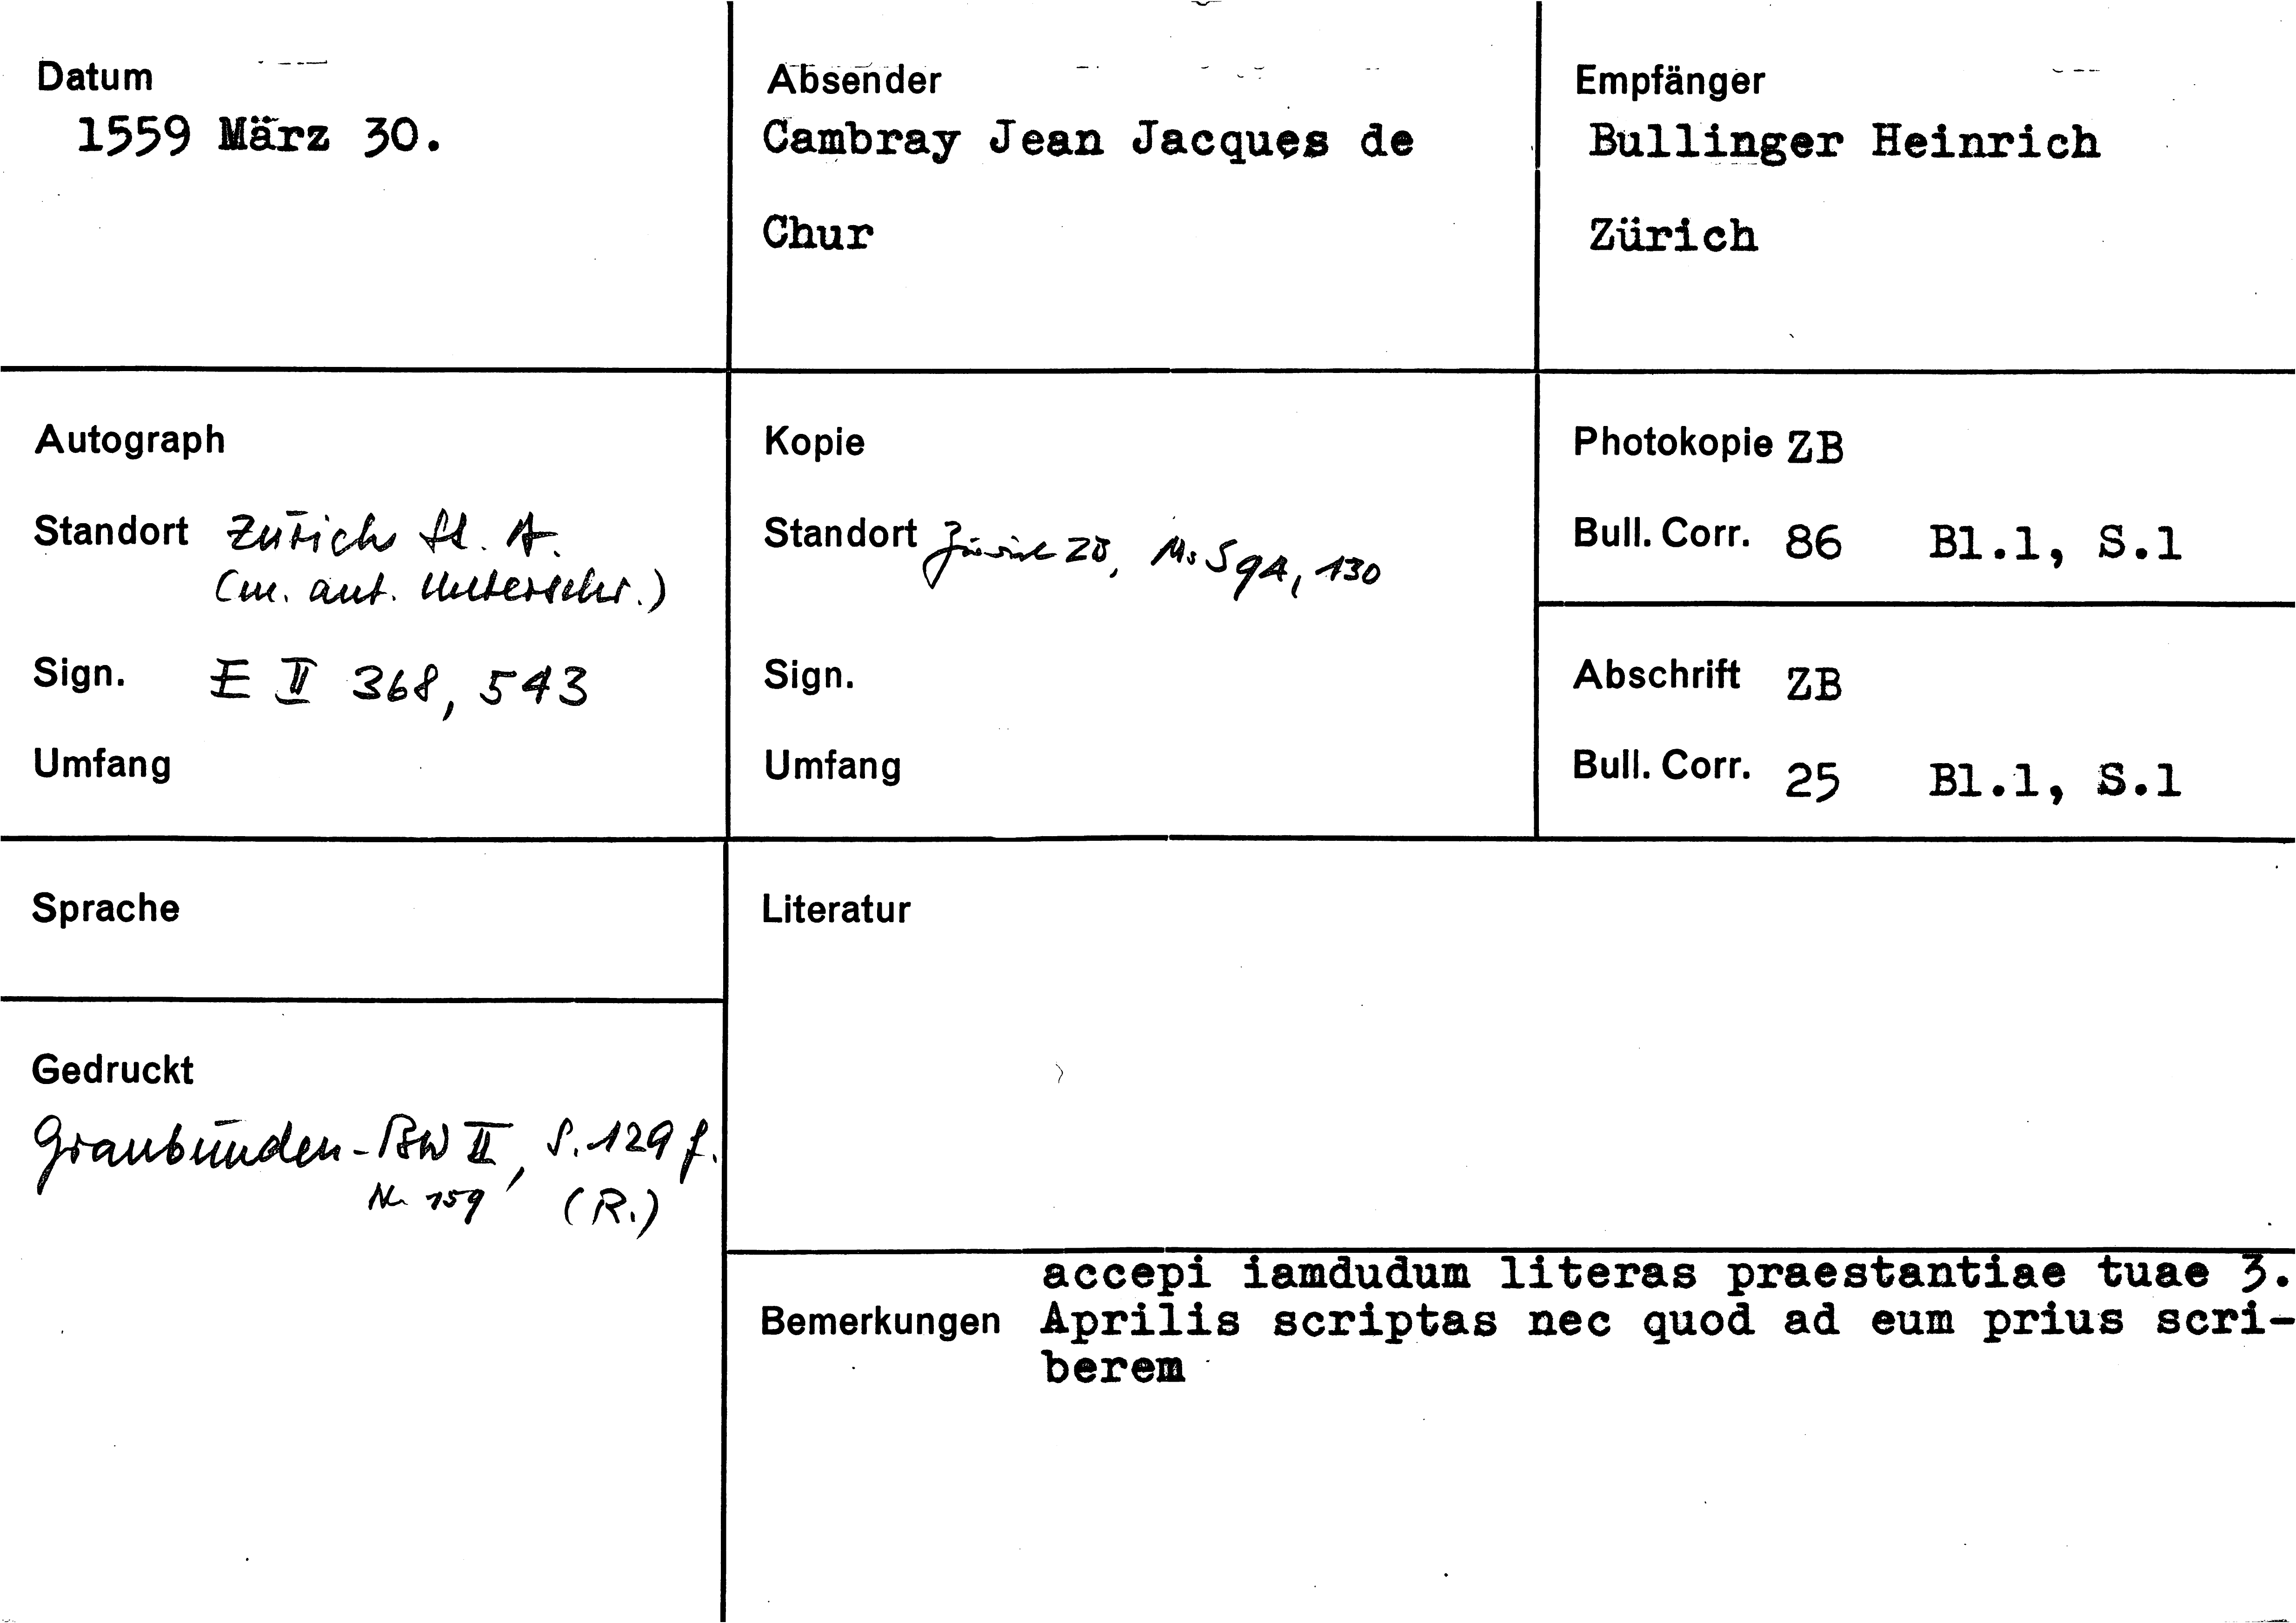 Datum
1559 März 30.
Absender
Cambray Jean Jacques de
Chur
Empfänger
Bullinger Heinrich
Zürich
Autograph
Standort Zürich St. A.
(m. aut. Unterschr.)
Sign. E II 368, 543
Umfang
Kopie
Standort Zürich ZB, Ms S 94, 130
Sign.
Umfang
Photokopie ZB
Bull. Corr. 86 Bl.1, S.1
Abschrift ZB
Bull. Corr. 25 Bl.1, S.1
Sprache
Gedruckt
Graubünden-BW II, S. 129 f.
Nr. 159 (R.)
Literatur
Bemerkungen
accepi iamdudum literas praestantiae tuae 3.
Aprilis scriptas nec quod ad eum prius scri-
berem